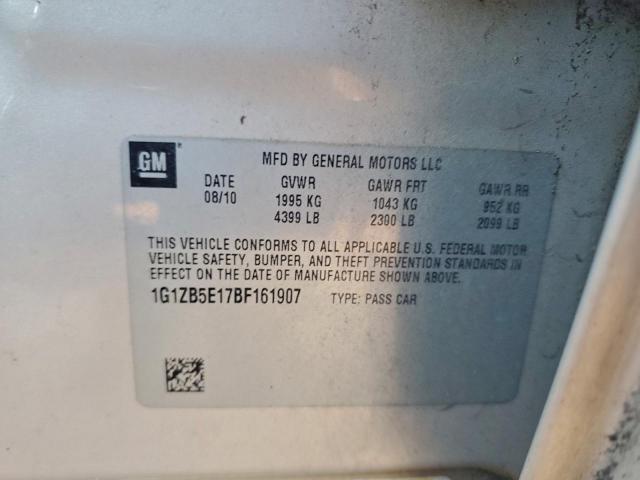 GM
MFD BY GENERAL MOTORS LLC
DATE GVWR GAWR FRT GAWR RR
08/10 1995 KG 1043 KG 952 KG
4399 LB 2300 LB 2099 LB
THIS VEHICLE CONFORMS TO ALL APPLICABLE U.S. FEDERAL MOTOR
VEHICLE SAFETY, BUMPER, AND THEFT PREVENTION STANDARDS IN
EFFECT ON THE DATE OF MANUFACTURE SHOWN ABOVE.
1G1ZB5E17BF161907 TYPE: PASS CAR